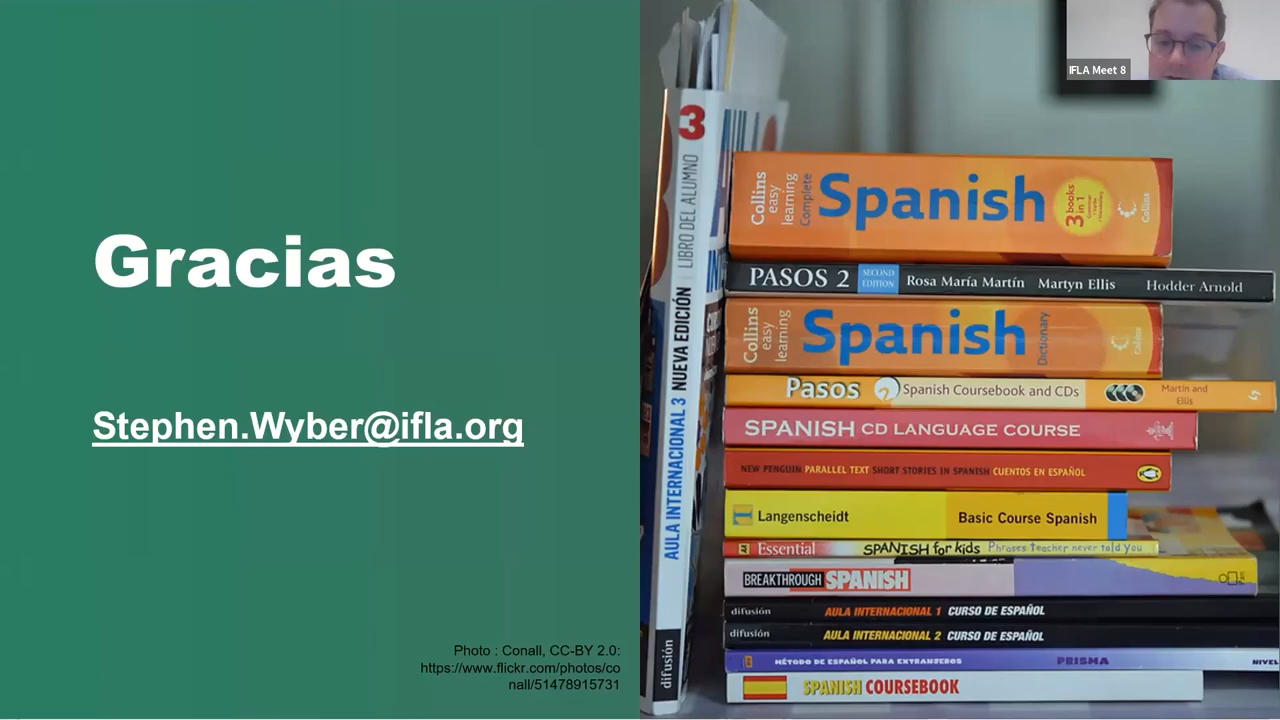 Gracias
Stephen.Wyber@ifla.org
Photo : Conall, CC-BY 2.0:
https://www.flickr.com/photos/co
nall/51478915731
IFLA Meet 8
3
LIBRO DEL ALUMNO
AULA INTERNACIONAL 3 NUEVA EDICIÓN
difusión
Collins
easy
learning
Complete
Spanish
3 books
in 1
Collins
PASOS 2
SECOND
EDITION
Rosa María Martín Martyn Ellis Hodder Arnold
Collins
easy
learning
Spanish
Dictionary
Collins
Pasos 2 Spanish Coursebook and CDs
Martin and
Ellis
SPANISH CD LANGUAGE COURSE
NEW PENGUIN PARALLEL TEXT SHORT STORIES IN SPANISH CUENTOS EN ESPAÑOL
Langenscheidt Basic Course Spanish
Essential SPANISH for kids Phrases teacher never told you
BREAKTHROUGH SPANISH
difusión AULA INTERNACIONAL 1 CURSO DE ESPAÑOL
difusión AULA INTERNACIONAL 2 CURSO DE ESPAÑOL
MÉTODO DE ESPAÑOL PARA EXTRANJEROS PRISMA NIVEL
SPANISH COURSEBOOK